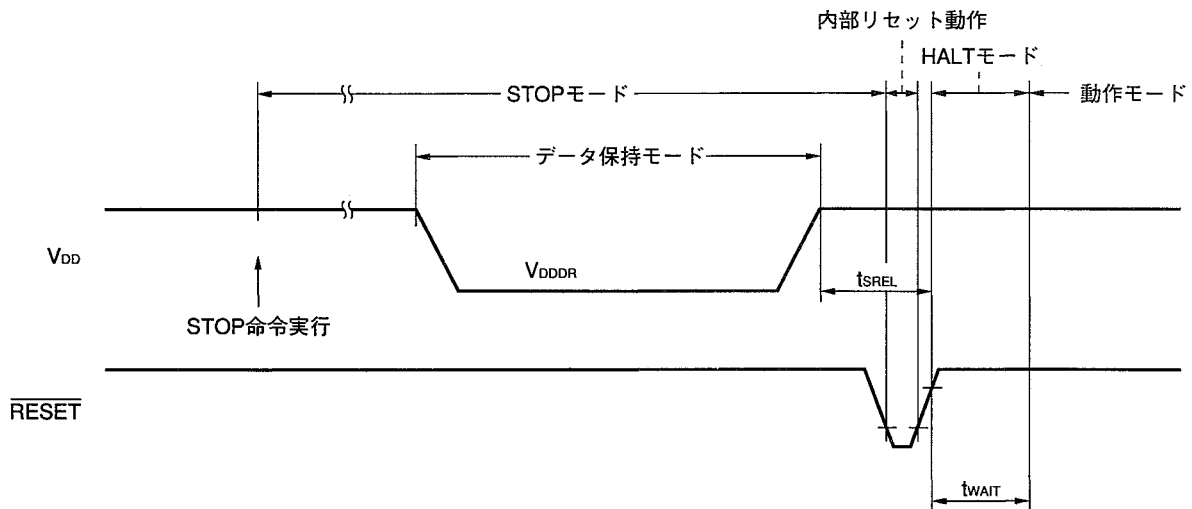 内部リセット動作
HALTモード
STOPモード
動作モード
データ保持モード
VDD
VDDDR
tSREL
STOP命令実行
RESET
tWAIT